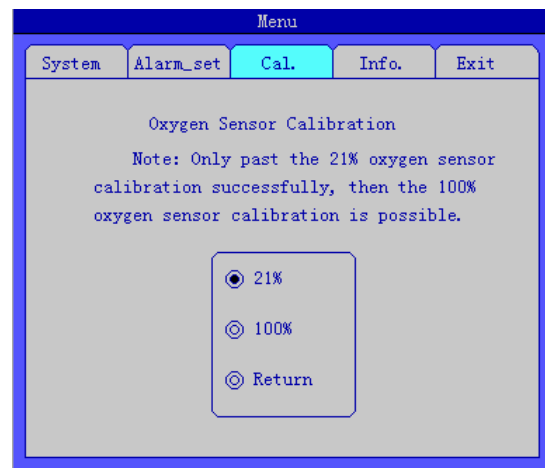 Menu
System Alarm_set Cal. Info. Exit
Oxygen Sensor Calibration
Note: Only past the 21% oxygen sensor
calibration successfully, then the 100%
oxygen sensor calibration is possible.
21%
100%
Return